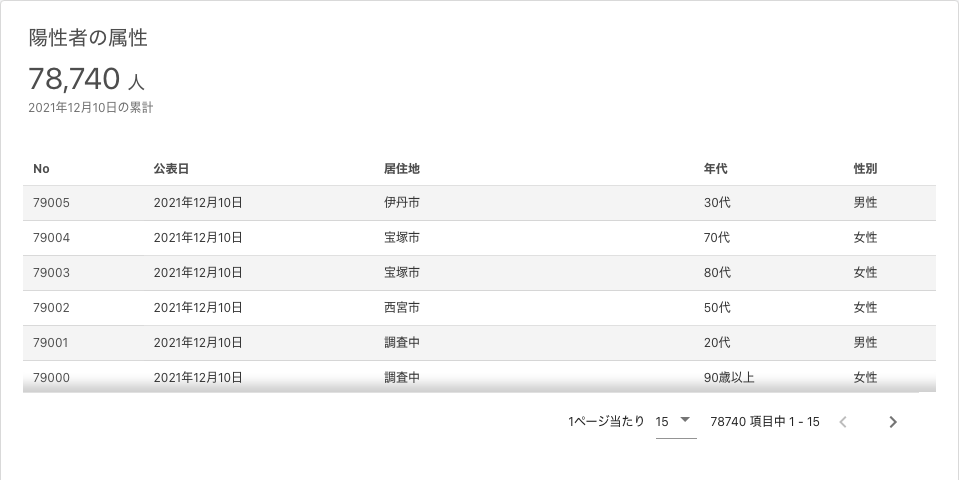 陽性者の属性
78,740 人
2021年12月10日の累計
No 公表日 居住地 年代 性別
79005 2021年12月10日 伊丹市 30代 男性
79004 2021年12月10日 宝塚市 70代 女性
79003 2021年12月10日 宝塚市 80代 女性
79002 2021年12月10日 西宮市 50代 女性
79001 2021年12月10日 調査中 20代 男性
79000 2021年12月10日 調査中 90歳以上 女性
1ページ当たり 15 78740 項目中 1 - 15